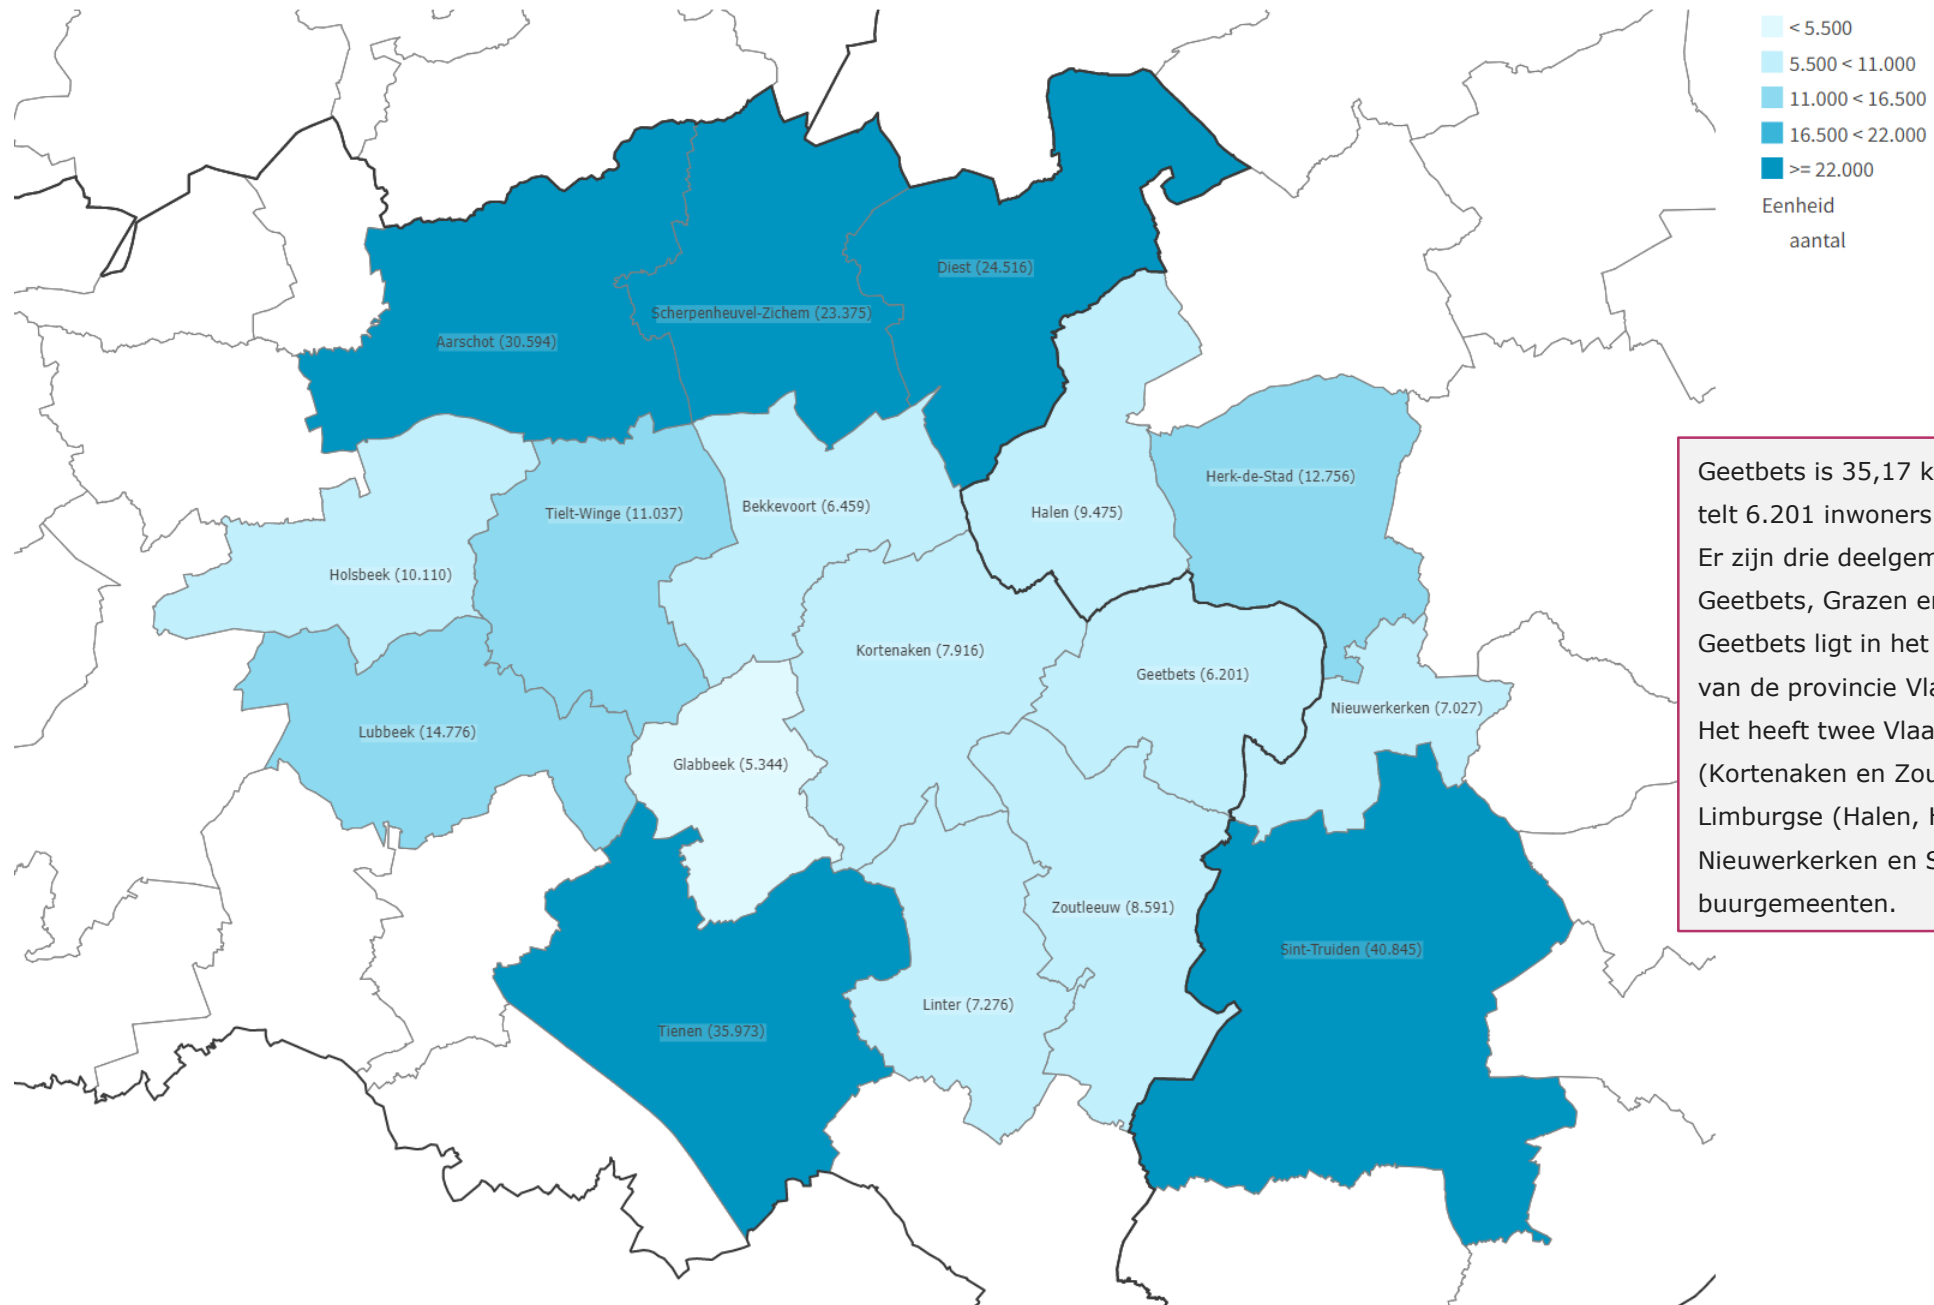 < 5.500
5.500 < 11.000
11.000 < 16.500
16.500 < 22.000
>= 22.000
Eenheid
aantal
Diest (24.516)
Scherpenheuvel-Zichem (23.375)
Aarschot (30.594)
Herk-de-Stad (12.756)
Bekkevoort (6.459)
Tielt-Winge (11.037)
Halen (9.475)
Holsbeek (10.110)
Kortenaken (7.916)
Geetbets (6.201)
Nieuwerkerken (7.027)
Lubbeek (14.776)
Glabbeek (5.344)
Zoutleeuw (8.591)
Sint-Truiden (40.845)
Linter (7.276)
Tienen (35.973)
Geetbets is 35,17 k
telt 6.201 inwoners
Er zijn drie deelgem
Geetbets, Grazen e
Geetbets ligt in het
van de provincie Vla
Het heeft twee Vlaa
(Kortenaken en Zou
Limburgse (Halen, H
Nieuwerkerken en S
buurgemeenten.